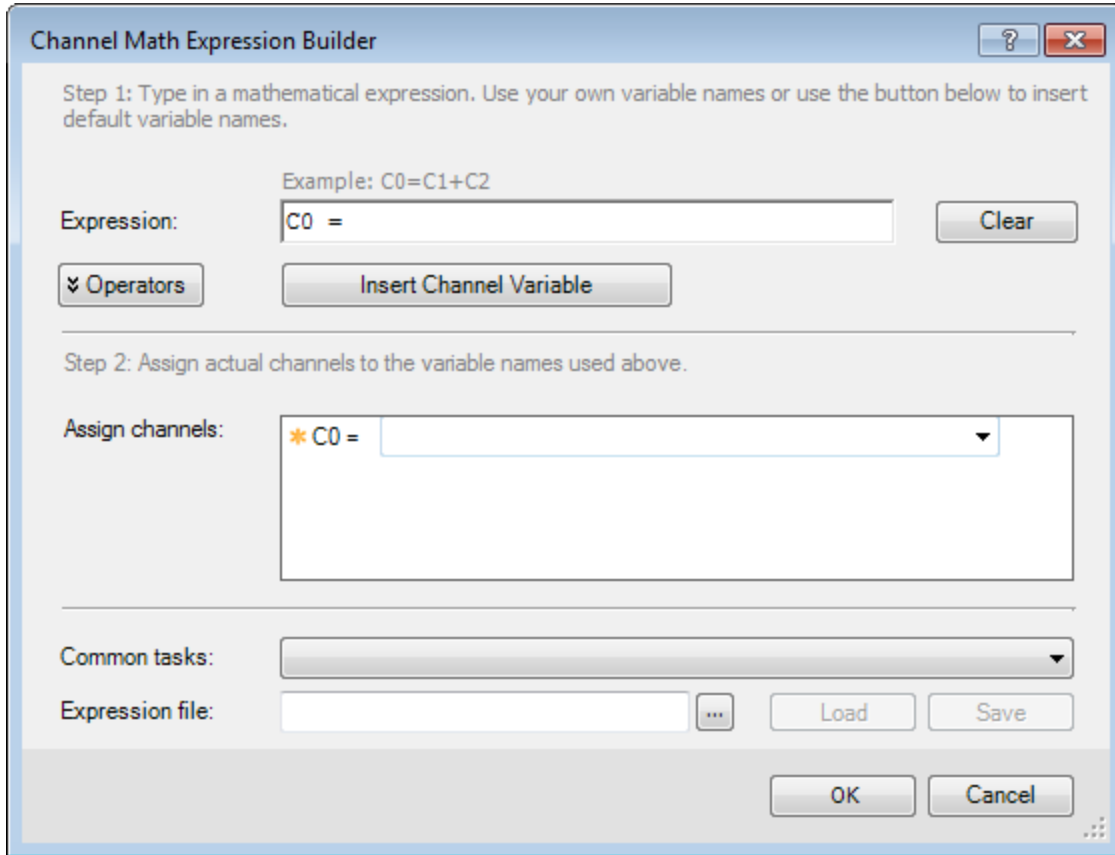 Channel Math Expression Builder
Step 1: Type in a mathematical expression. Use your own variable names or use the button below to insert
default variable names.
Example: C0=C1+C2
Expression: C0 = Clear
Operators Insert Channel Variable
Step 2: Assign actual channels to the variable names used above.
Assign channels: * C0 =
Common tasks:
Expression file: ... Load Save
OK Cancel